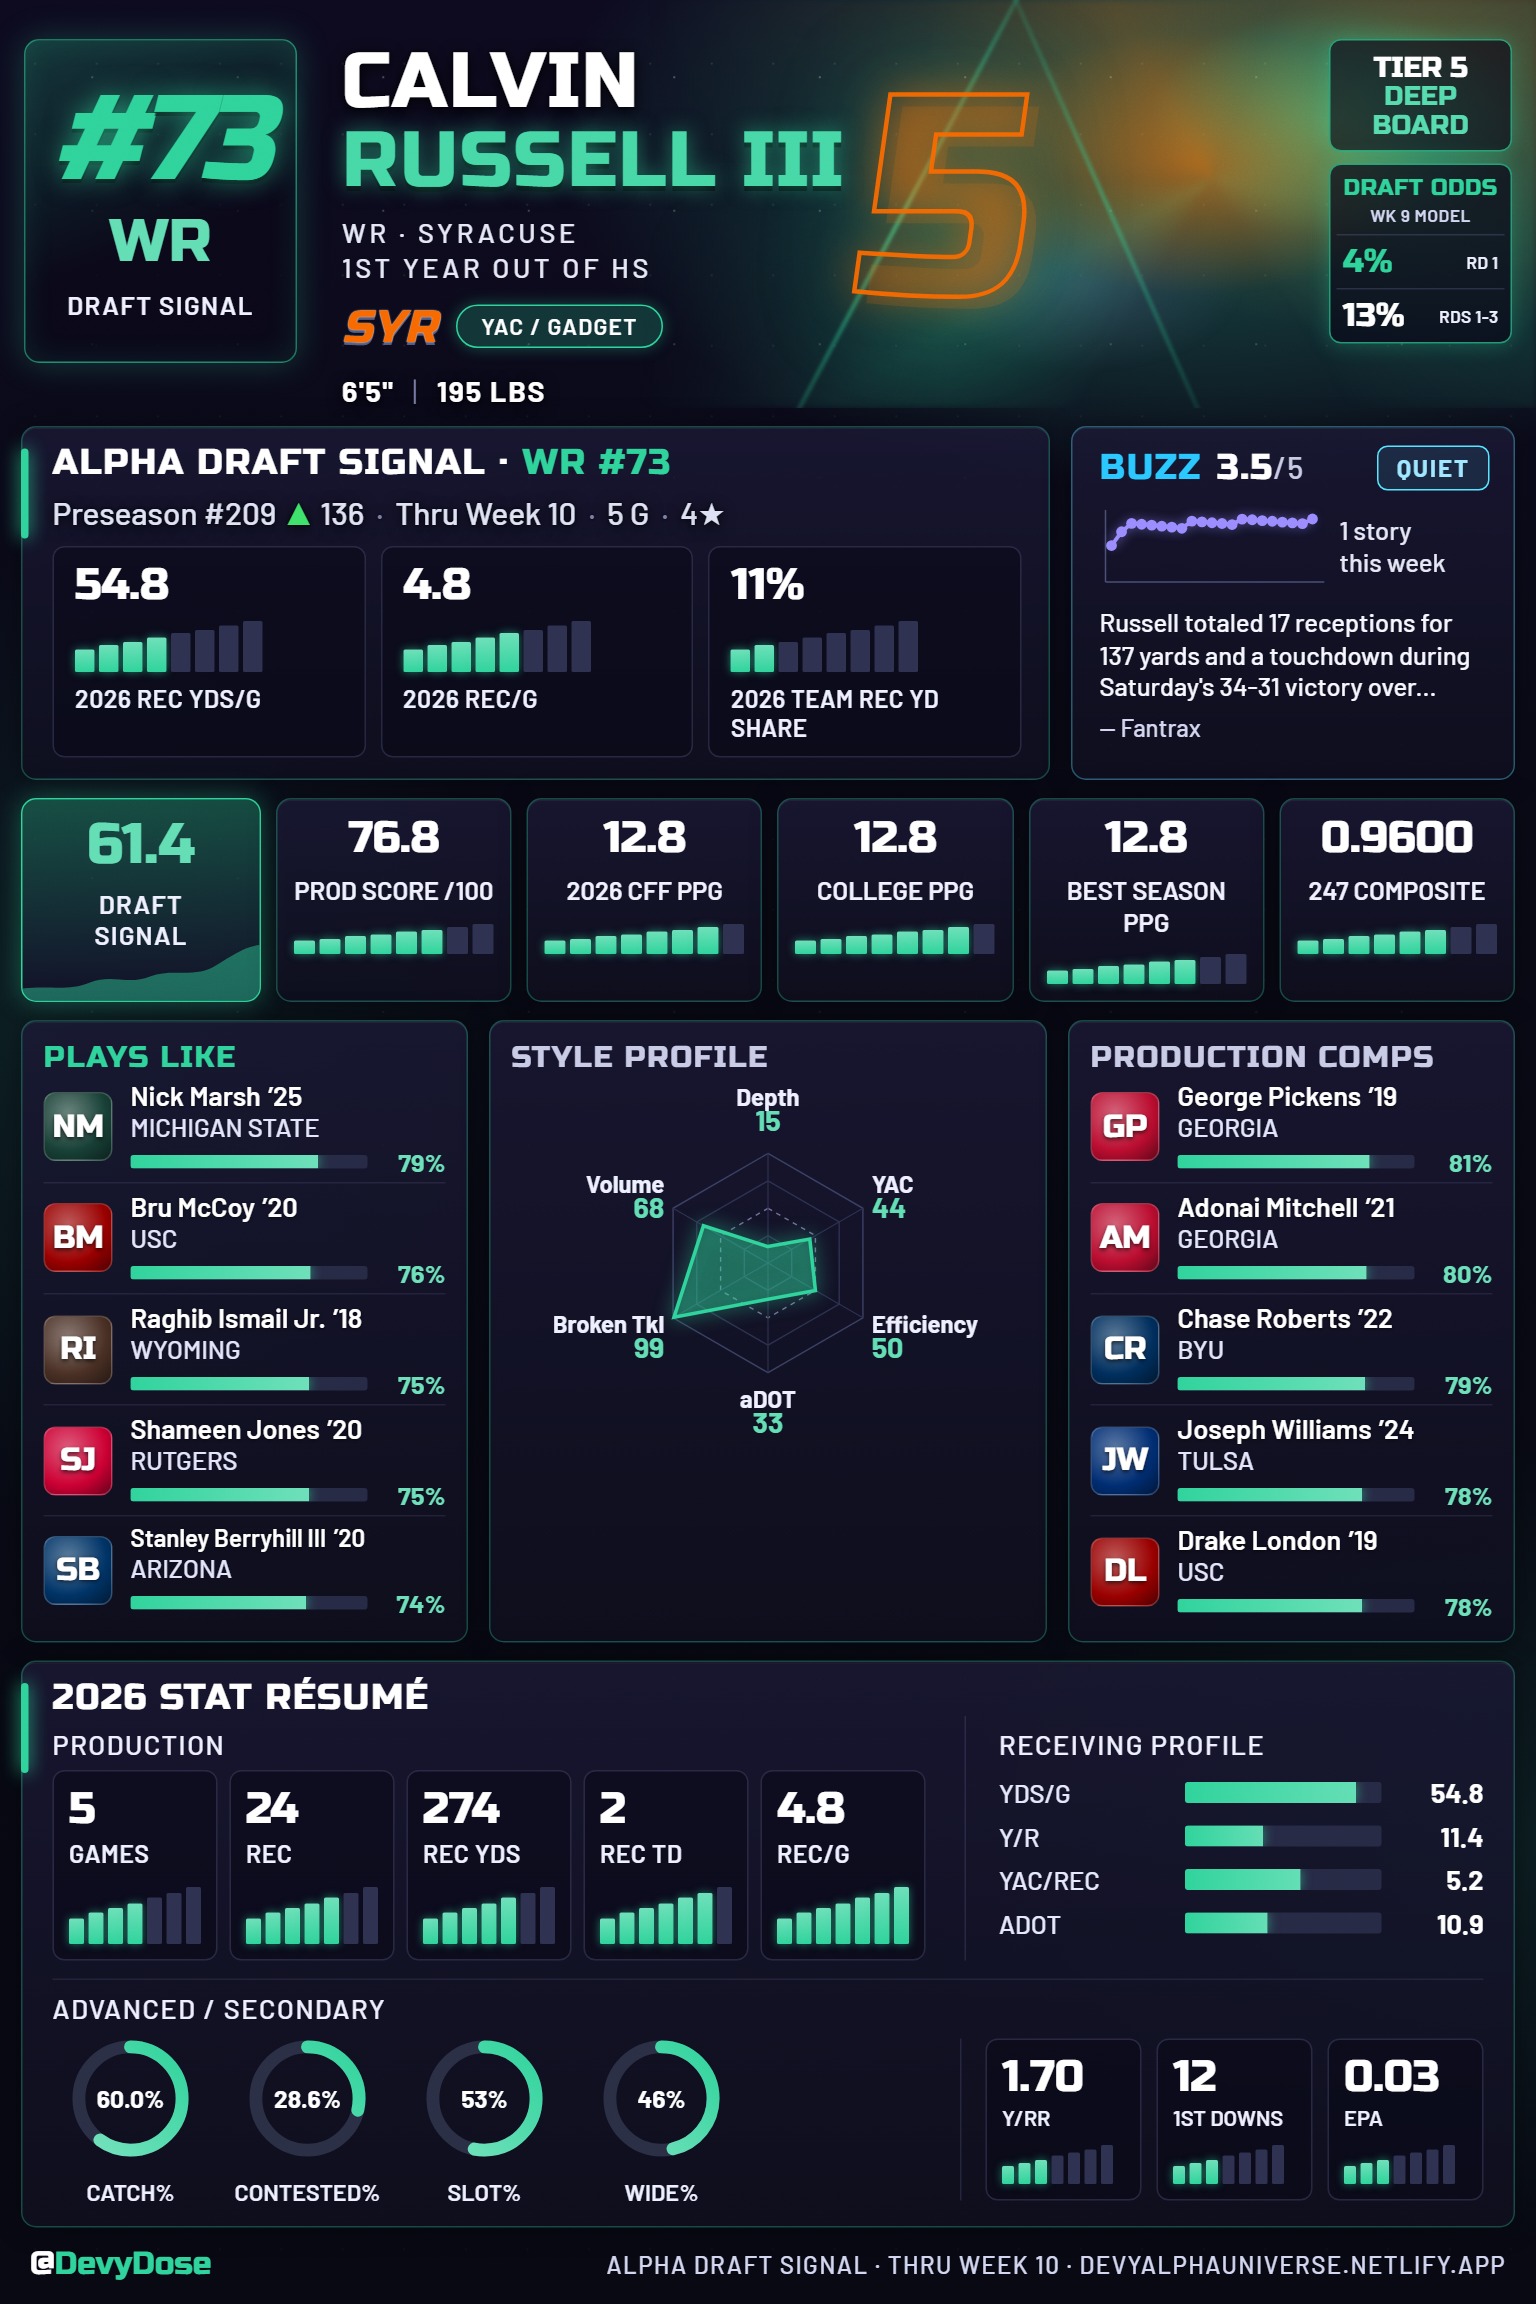 #73
WR
DRAFT SIGNAL
CALVIN
RUSSELL III
WR · SYRACUSE
1ST YEAR OUT OF HS
SYR
YAC / GADGET
6'5" | 195 LBS
5
TIER 5
DEEP
BOARD
DRAFT ODDS
WK 9 MODEL
4% RD 1
13% RDS 1-3
ALPHA DRAFT SIGNAL · WR #73
Preseason #209 ▲ 136 · Thru Week 10 · 5 G · 4★
54.8
2026 REC YDS/G
4.8
2026 REC/G
11%
2026 TEAM REC YD
SHARE
BUZZ 3.5/5
QUIET
1 story
this week
Russell totaled 17 receptions for
137 yards and a touchdown during
Saturday's 34-31 victory over...
— Fantrax
61.4
DRAFT
SIGNAL
76.8
PROD SCORE /100
12.8
2026 CFF PPG
12.8
COLLEGE PPG
12.8
BEST SEASON
PPG
0.9600
247 COMPOSITE
PLAYS LIKE
NM
Nick Marsh ’25
MICHIGAN STATE
79%
BM
Bru McCoy ’20
USC
76%
RI
Raghib Ismail Jr. ’18
WYOMING
75%
SJ
Shameen Jones ’20
RUTGERS
75%
SB
Stanley Berryhill III ’20
ARIZONA
74%
STYLE PROFILE
Depth
15
Volume
68
YAC
44
Broken Tkl
99
Efficiency
50
aDOT
33
PRODUCTION COMPS
GP
George Pickens ’19
GEORGIA
81%
AM
Adonai Mitchell ’21
GEORGIA
80%
CR
Chase Roberts ’22
BYU
79%
JW
Joseph Williams ’24
TULSA
78%
DL
Drake London ’19
USC
78%
2026 STAT RÉSUMÉ
PRODUCTION
5
GAMES
24
REC
274
REC YDS
2
REC TD
4.8
REC/G
RECEIVING PROFILE
YDS/G 54.8
Y/R 11.4
YAC/REC 5.2
ADOT 10.9
ADVANCED / SECONDARY
60.0%
CATCH%
28.6%
CONTESTED%
53%
SLOT%
46%
WIDE%
1.70
Y/RR
12
1ST DOWNS
0.03
EPA
@DevyDose
ALPHA DRAFT SIGNAL · THRU WEEK 10 · DEVYALPHAUNIVERSE.NETLIFY.APP